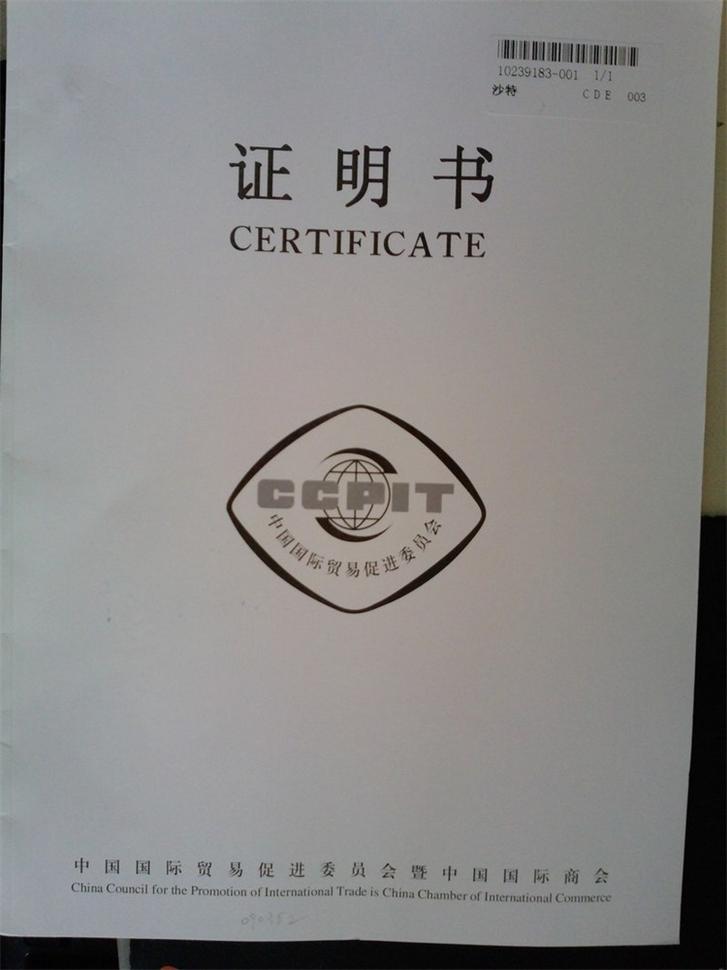 10239183-001 1/1
沙特 CDE 003
证明书
CERTIFICATE
CCPIT
中国国际贸易促进委员会
中国国际贸易促进委员会暨中国国际商会
China Council for the Promotion of International Trade is China Chamber of International Commerce
090352